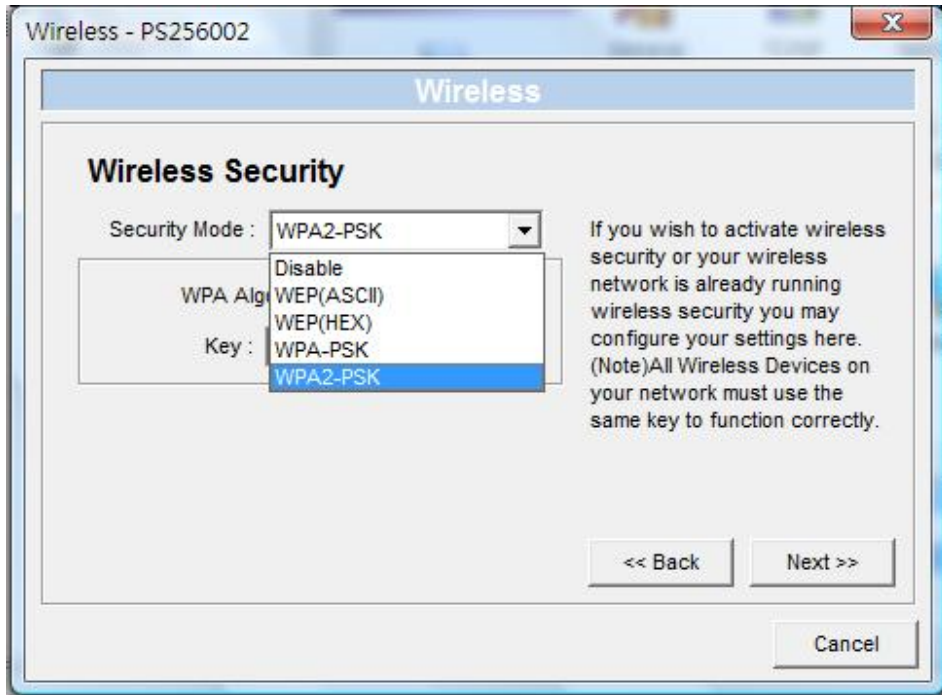 Wireless - PS256002
Wireless
Wireless Security
Security Mode : WPA2-PSK
Disable
WEP(ASCII)
WEP(HEX)
WPA-PSK
WPA2-PSK
WPA
Key :
If you wish to activate wireless
security or your wireless
network is already running
wireless security you may
configure your settings here.
(Note)All Wireless Devices on
your network must use the
same key to function correctly.
<< Back
Next >>
Cancel